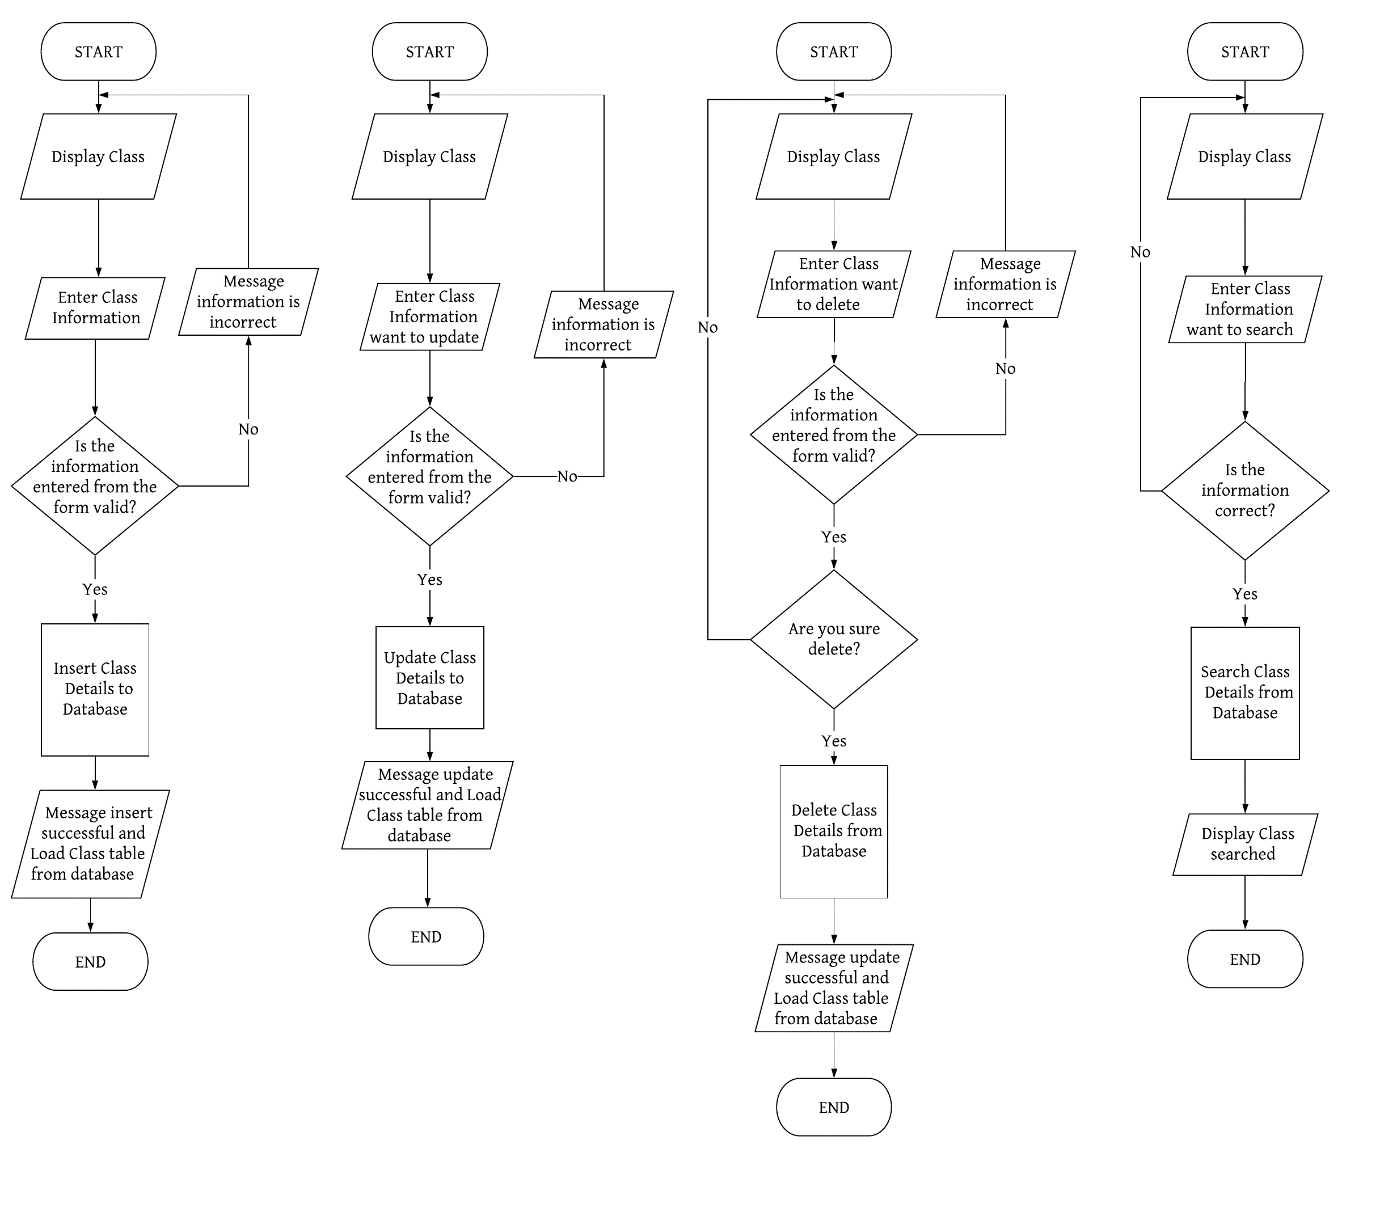 START
Display Class
Enter Class
Information
Message
information is
incorrect
No
Is the
information
entered from the
form valid?
Yes
Insert Class
Details to
Database
Message insert
successful and
Load Class table
from database
END
START
Display Class
Enter Class
Information
want to update
Message
information is
incorrect
No
Is the
information
entered from the
form valid?
Yes
Update Class
Details to
Database
Message update
successful and Load
Class table from
database
END
START
Display Class
Enter Class
Information want
to delete
Message
information is
incorrect
No
No
Is the
information
entered from the
form valid?
Yes
Are you sure
delete?
Yes
Delete Class
Details from
Database
Message update
successful and
Load Class table
from database
END
START
Display Class
No
Enter Class
Information
want to search
Is the
information
correct?
Yes
Search Class
Details from
Database
Display Class
searched
END